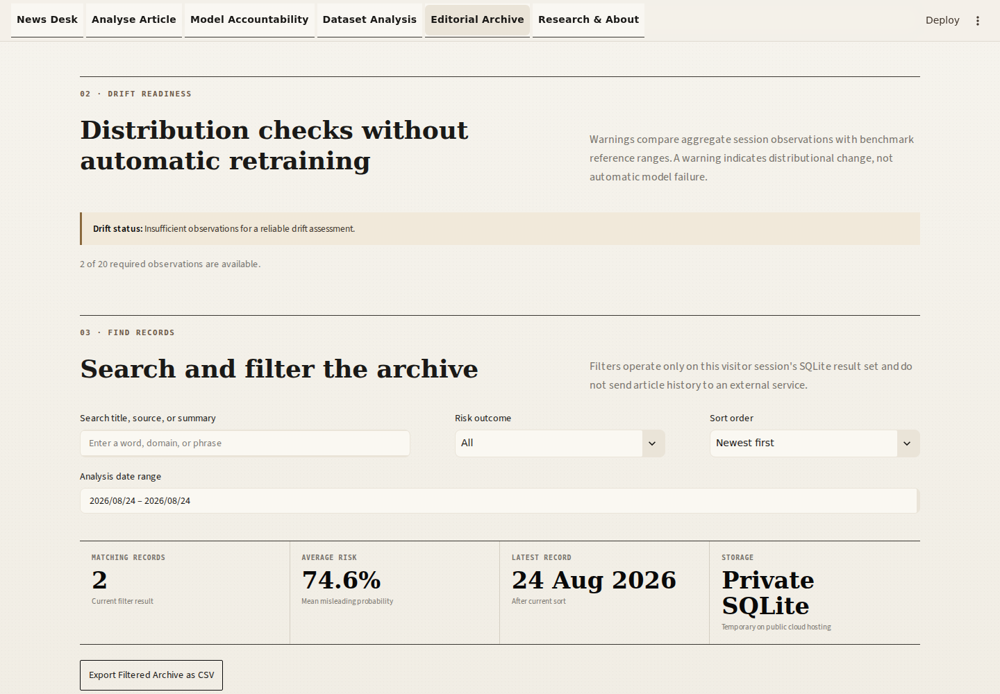 News Desk
Analyse Article
Model Accountability
Dataset Analysis
Editorial Archive
Research & About
Deploy
02 · DRIFT READINESS
Distribution checks without
automatic retraining
Warnings compare aggregate session observations with benchmark
reference ranges. A warning indicates distributional change, not
automatic model failure.
Drift status: Insufficient observations for a reliable drift assessment.
2 of 20 required observations are available.
03 · FIND RECORDS
Search and filter the archive
Filters operate only on this visitor session's SQLite result set and do
not send article history to an external service.
Search title, source, or summary
Enter a word, domain, or phrase
Risk outcome
All
Sort order
Newest first
Analysis date range
2026/08/24 – 2026/08/24
MATCHING RECORDS
2
Current filter result
AVERAGE RISK
74.6%
Mean misleading probability
LATEST RECORD
24 Aug 2026
After current sort
STORAGE
Private
SQLite
Temporary on public cloud hosting
Export Filtered Archive as CSV